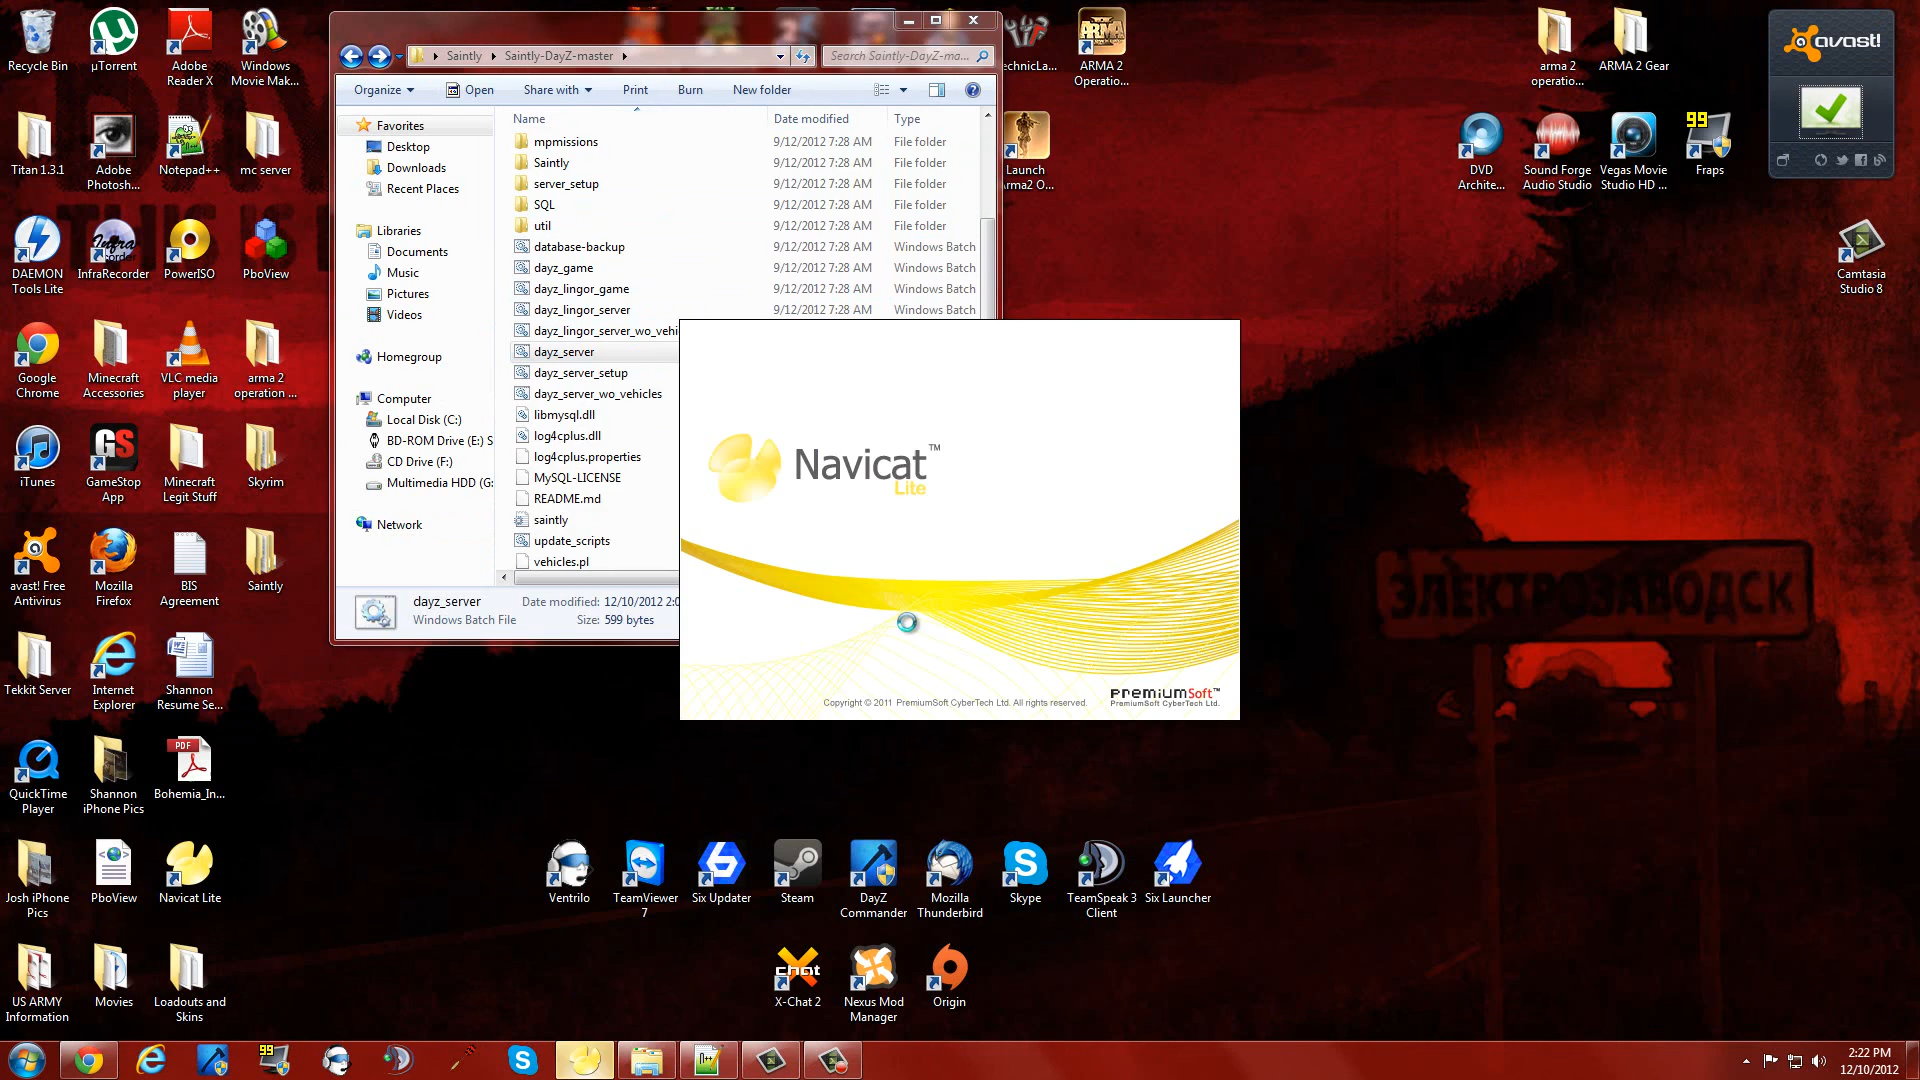 Recycle Bin
µTorrent
Adobe Reader X
Windows Movie Mak...
Titan 1.3.1
Adobe Photosh...
Notepad++
mc server
DAEMON Tools Lite
InfraRecorder
PowerISO
PboView
Google Chrome
Minecraft Accessories
VLC media player
arma 2 operation ...
iTunes
GameStop App
Minecraft Legit Stuff
Skyrim
avast! Free Antivirus
Mozilla Firefox
BIS Agreement
Saintly
Tekkit Server
Internet Explorer
Shannon Resume Se...
QuickTime Player
Shannon iPhone Pics
Bohemia_In...
Josh iPhone Pics
PboView
Navicat Lite
US ARMY Information
Movies
Loadouts and Skins
Saintly
Saintly-DayZ-master
Search Saintly-DayZ-ma...
Organize
Open
Share with
Print
Burn
New folder
Favorites
Desktop
Downloads
Recent Places
Libraries
Documents
Music
Pictures
Videos
Homegroup
Computer
Local Disk (C:)
BD-ROM Drive (E:) S
CD Drive (F:)
Multimedia HDD (G:
Network
Name Date modified Type
mpmissions 9/12/2012 7:28 AM File folder
Saintly 9/12/2012 7:28 AM File folder
server_setup 9/12/2012 7:28 AM File folder
SQL 9/12/2012 7:28 AM File folder
util 9/12/2012 7:28 AM File folder
database-backup 9/12/2012 7:28 AM Windows Batch
dayz_game 9/12/2012 7:28 AM Windows Batch
dayz_lingor_game 9/12/2012 7:28 AM Windows Batch
dayz_lingor_server 9/12/2012 7:28 AM Windows Batch
dayz_lingor_server_wo_vehi
dayz_server
dayz_server_setup
dayz_server_wo_vehicles
libmysql.dll
log4cplus.dll
log4cplus.properties
MySQL-LICENSE
README.md
saintly
update_scripts
vehicles.pl
dayz_server Date modified: 12/10/2012 2:0
Windows Batch File Size: 599 bytes
Navicat™
Lite
Copyright © 2011 PremiumSoft CyberTech Ltd. All rights reserved.
PremiumSoft™
PremiumSoft CyberTech Ltd.
echnicLa...
ARMA 2 Operatio...
Launch
Arma2 O...
arma 2 operatio...
ARMA 2 Gear
DVD Archite...
Sound Forge Audio Studio
Vegas Movie Studio HD ...
99
Fraps
Camtasia Studio 8
avast!
ЭЛЕКТРОЗАВОДСК
Ventrilo
TeamViewer 7
Six Updater
Steam
DayZ Commander
Mozilla Thunderbird
Skype
TeamSpeak 3 Client
Six Launcher
chat
X-Chat 2
Nexus Mod Manager
Origin
99
2:22 PM
12/10/2012